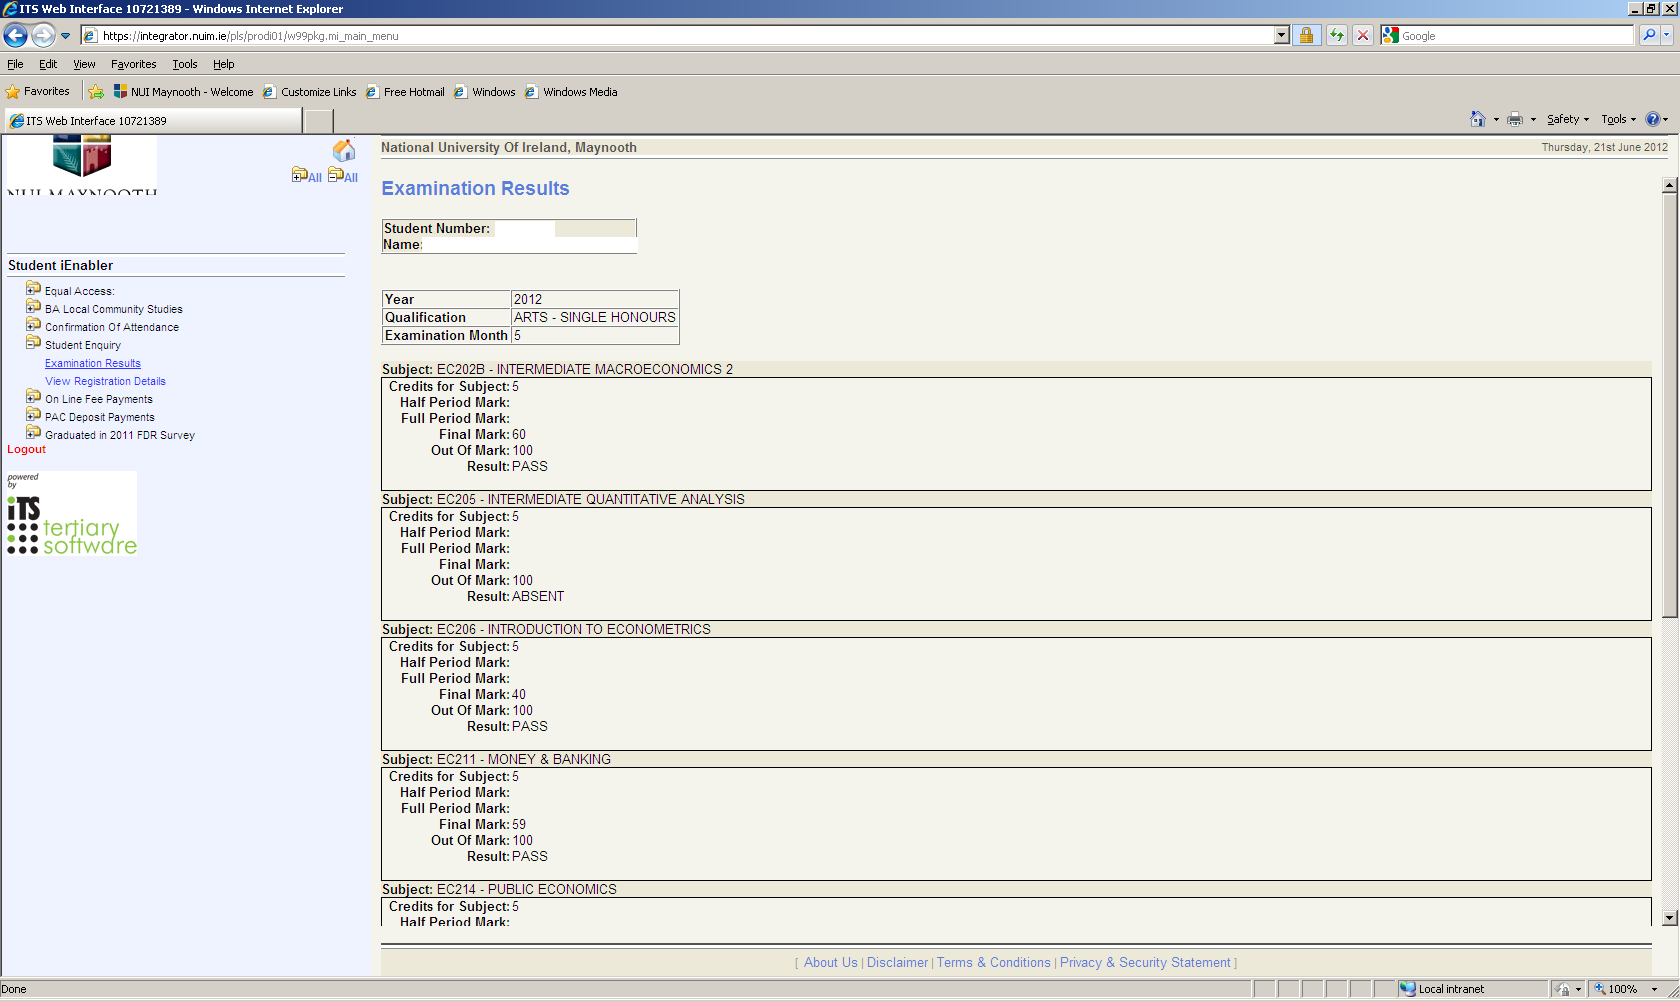 ITS Web Interface 10721389 - Windows Internet Explorer
https://integrator.nuim.ie/pls/prodi01/w99pkg.mi_main_menu
Google
File Edit View Favorites Tools Help
Favorites NUI Maynooth - Welcome Customize Links Free Hotmail Windows Windows Media
ITS Web Interface 10721389
Safety Tools
NUI MAYNOOTH
All All
National University Of Ireland, Maynooth
Thursday, 21st June 2012
Examination Results
Student Number:
Name:
Student iEnabler
Equal Access:
BA Local Community Studies
Confirmation Of Attendance
Student Enquiry
Examination Results
View Registration Details
On Line Fee Payments
PAC Deposit Payments
Graduated in 2011 FDR Survey
Logout
powered
by
iTS
tertiary
software
Year 2012
Qualification ARTS - SINGLE HONOURS
Examination Month 5
Subject: EC202B - INTERMEDIATE MACROECONOMICS 2
Credits for Subject: 5
Half Period Mark:
Full Period Mark:
Final Mark: 60
Out Of Mark: 100
Result: PASS
Subject: EC205 - INTERMEDIATE QUANTITATIVE ANALYSIS
Credits for Subject: 5
Half Period Mark:
Full Period Mark:
Final Mark:
Out Of Mark: 100
Result: ABSENT
Subject: EC206 - INTRODUCTION TO ECONOMETRICS
Credits for Subject: 5
Half Period Mark:
Full Period Mark:
Final Mark: 40
Out Of Mark: 100
Result: PASS
Subject: EC211 - MONEY & BANKING
Credits for Subject: 5
Half Period Mark:
Full Period Mark:
Final Mark: 59
Out Of Mark: 100
Result: PASS
Subject: EC214 - PUBLIC ECONOMICS
Credits for Subject: 5
Half Period Mark:
[ About Us | Disclaimer | Terms & Conditions | Privacy & Security Statement ]
Done
Local intranet
100%